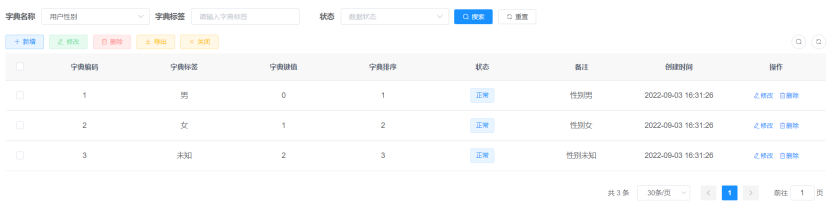 字典名称 用户性别 字典标签 请输入字典标签 状态 数据状态 搜索 重置
+ 新增 修改 删除 导出 × 关闭
字典编码 字典标签 字典键值 字典排序 状态 备注 创建时间 操作
1 男 0 1 正常 性别男 2022-09-03 16:31:26 修改 删除
2 女 1 2 正常 性别女 2022-09-03 16:31:26 修改 删除
3 未知 2 3 正常 性别未知 2022-09-03 16:31:26 修改 删除
共 3 条 30条/页 < 1 > 前往 1 页